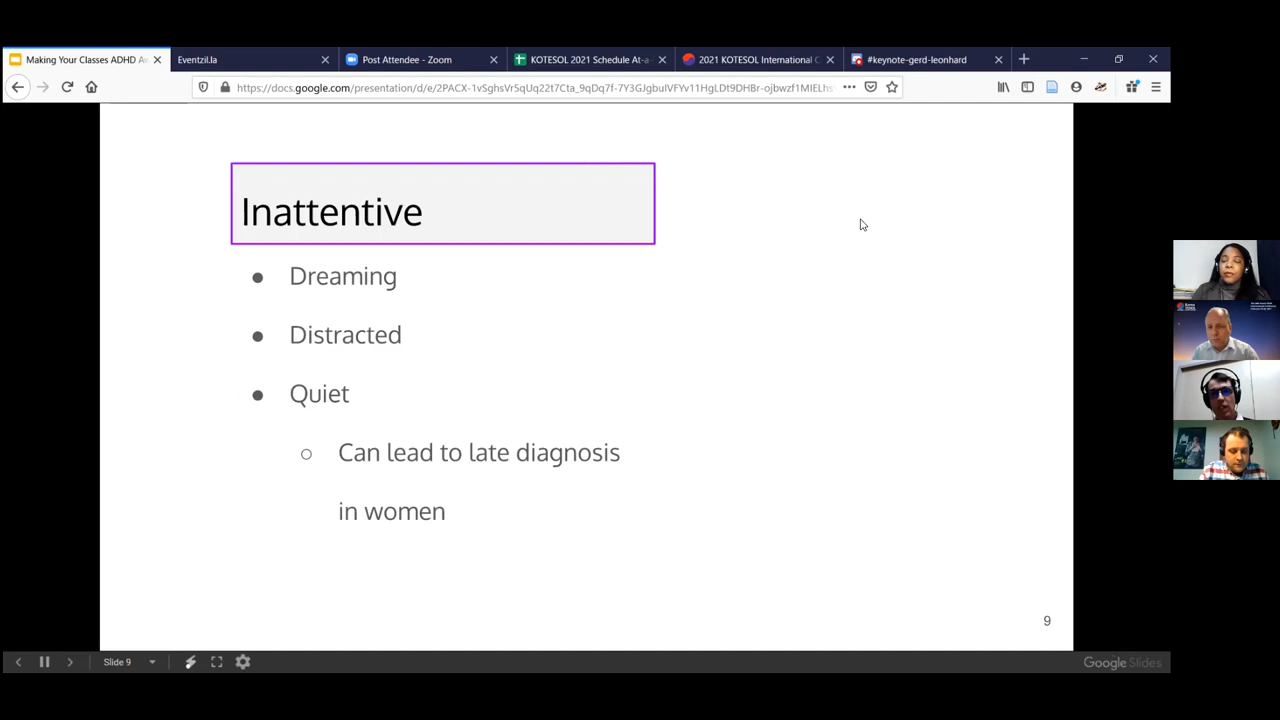 Making Your Classes ADHD Aw
Eventzil.la
Post Attendee - Zoom
KOTESOL 2021 Schedule At-a-
2021 KOTESOL International C
#keynote-gerd-leonhard
Inattentive
● Dreaming
● Distracted
● Quiet
○ Can lead to late diagnosis
in women
9
Slide 9
Google Slides